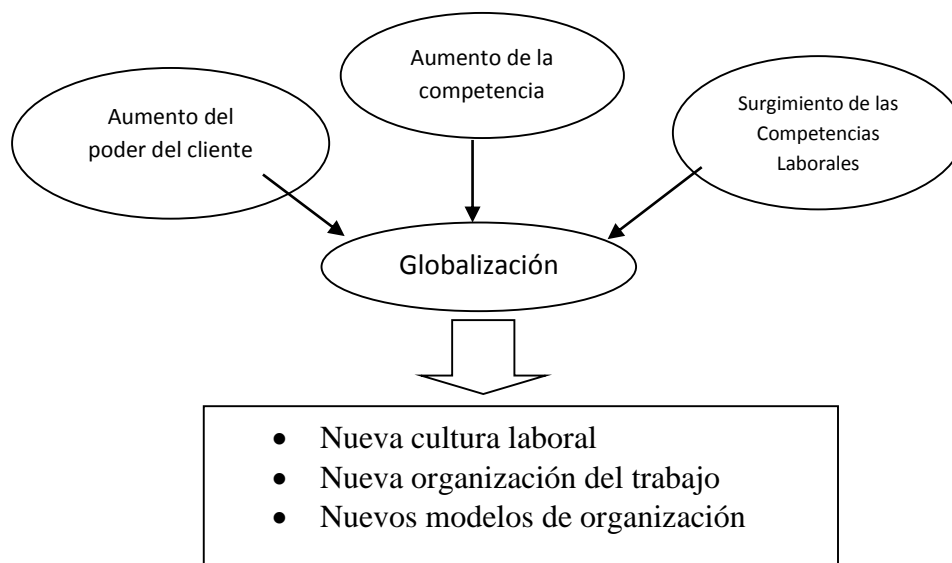 Aumento del
poder del cliente
Aumento de la
competencia
Surgimiento de las
Competencias
Laborales
Globalización
• Nueva cultura laboral
• Nueva organización del trabajo
• Nuevos modelos de organización